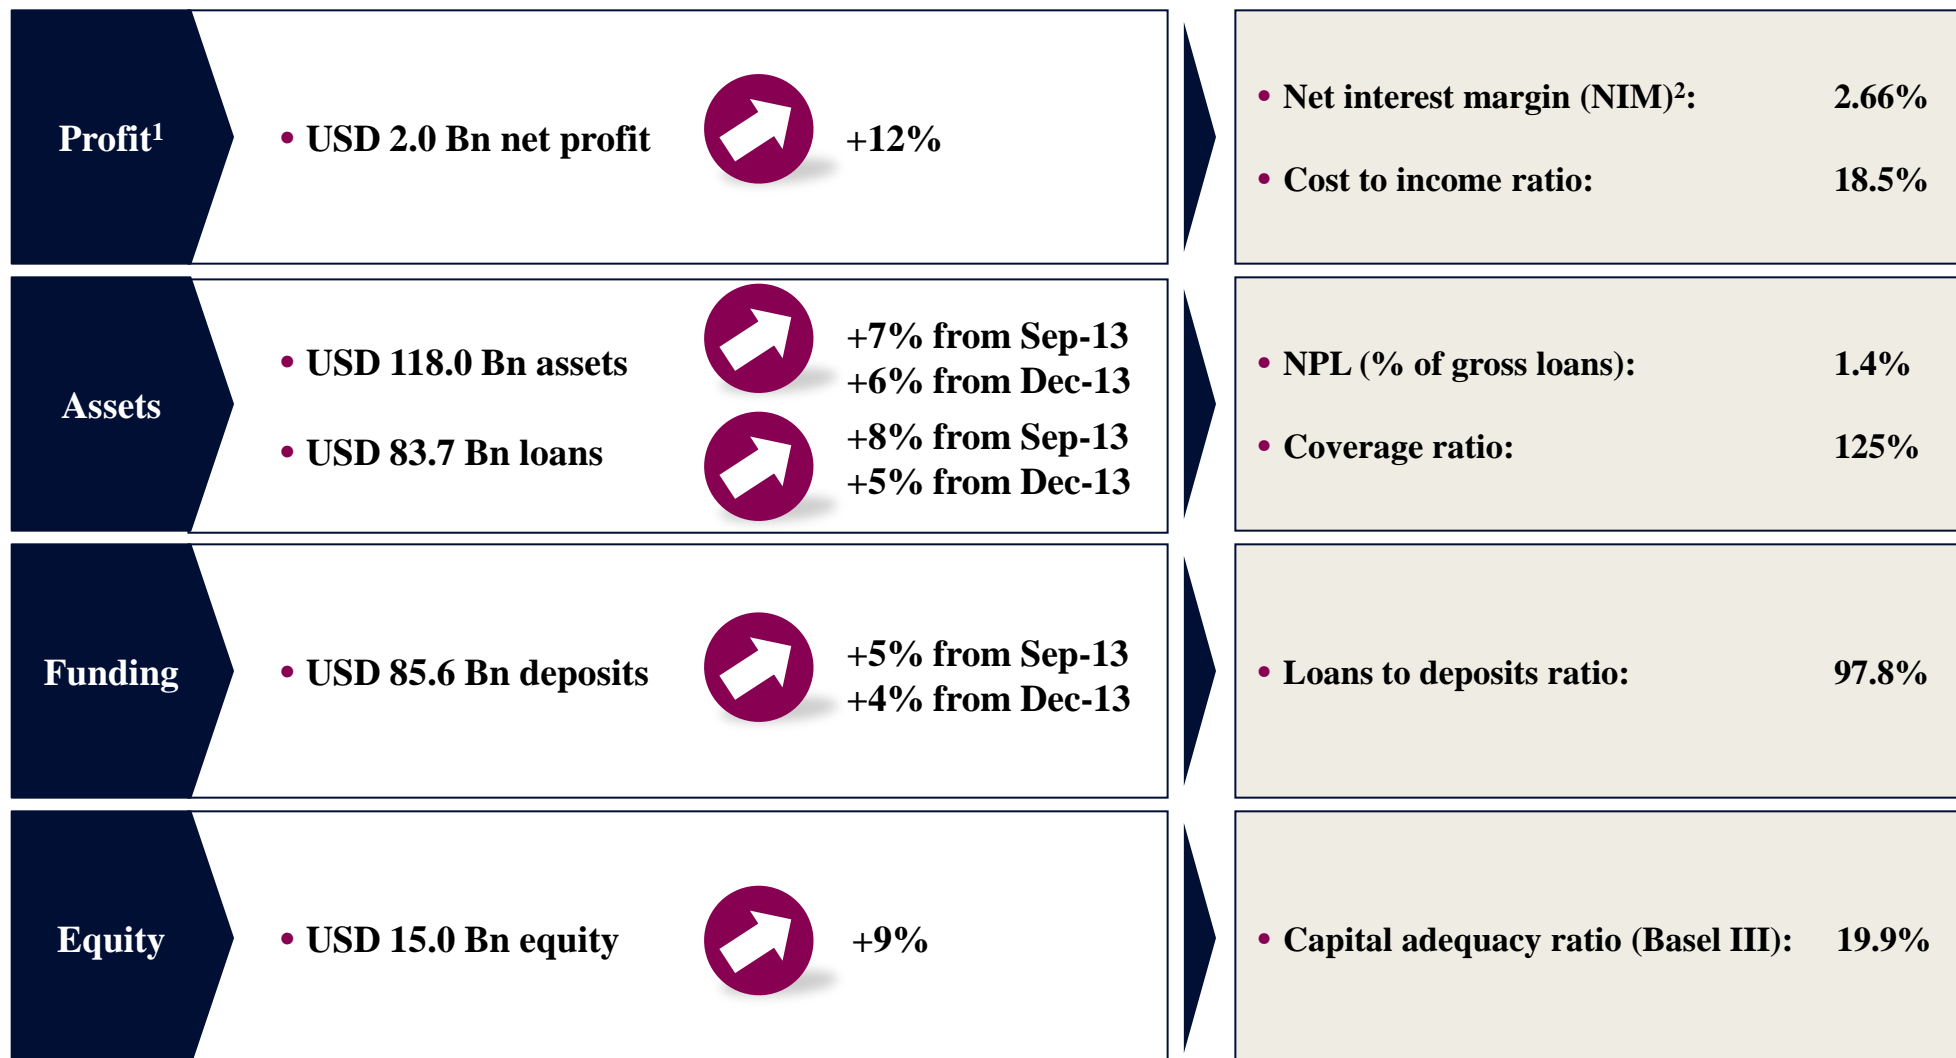 Profit¹
• USD 2.0 Bn net profit
+12%
• Net interest margin (NIM)²: 2.66%
• Cost to income ratio: 18.5%
Assets
• USD 118.0 Bn assets
+7% from Sep-13
+6% from Dec-13
• USD 83.7 Bn loans
+8% from Sep-13
+5% from Dec-13
• NPL (% of gross loans): 1.4%
• Coverage ratio: 125%
Funding
• USD 85.6 Bn deposits
+5% from Sep-13
+4% from Dec-13
• Loans to deposits ratio: 97.8%
Equity
• USD 15.0 Bn equity
+9%
• Capital adequacy ratio (Basel III): 19.9%